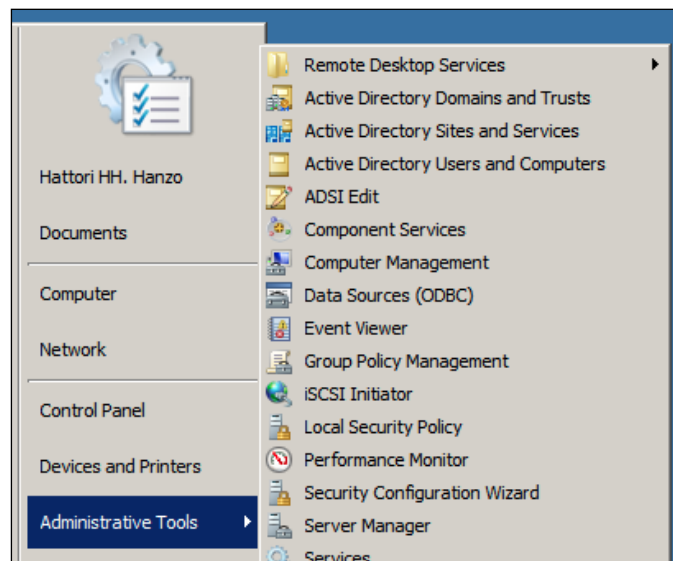 Hattori HH. Hanzo
Documents
Computer
Network
Control Panel
Devices and Printers
Administrative Tools
Remote Desktop Services
Active Directory Domains and Trusts
Active Directory Sites and Services
Active Directory Users and Computers
ADSI Edit
Component Services
Computer Management
Data Sources (ODBC)
Event Viewer
Group Policy Management
iSCSI Initiator
Local Security Policy
Performance Monitor
Security Configuration Wizard
Server Manager
Services